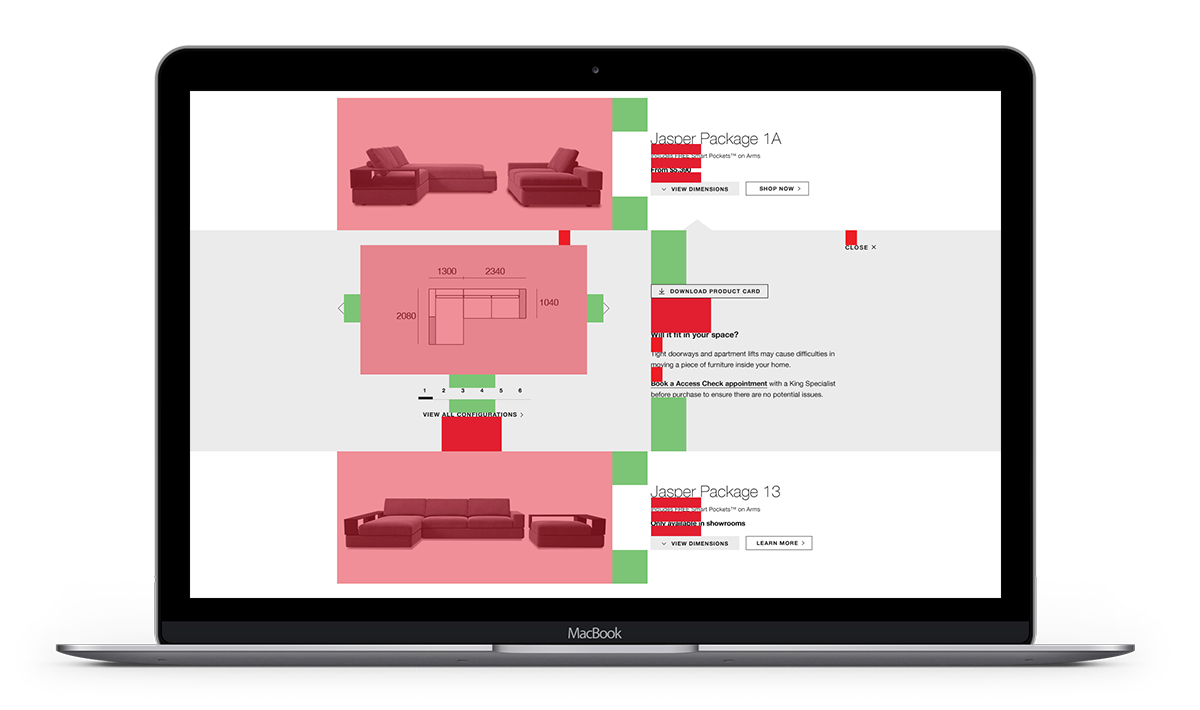 Jasper Package 1A
Includes FREE Smart Pockets™ on Arms
From $5,390
VIEW DIMENSIONS
SHOP NOW
CLOSE ×
1300
2340
2080
1040
1 2 3 4 5 6
VIEW ALL CONFIGURATIONS
DOWNLOAD PRODUCT CARD
Will it fit in your space?
Tight doorways and apartment lifts may cause difficulties in
moving a piece of furniture inside your home.
Book a Access Check appointment with a King Specialist
before purchase to ensure there are no potential issues.
Jasper Package 13
Includes FREE Smart Pockets™ on Arms
Only available in showrooms
VIEW DIMENSIONS
LEARN MORE
MacBook